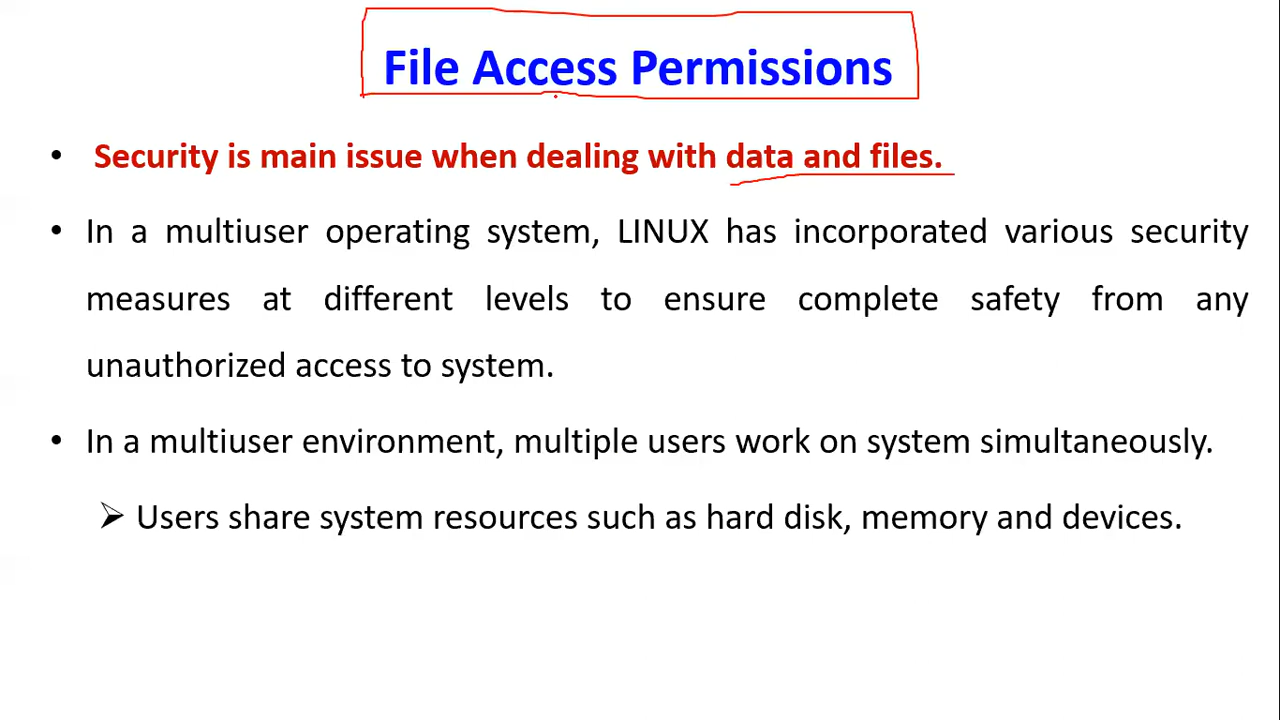 File Access Permissions
• Security is main issue when dealing with data and files.
• In a multiuser operating system, LINUX has incorporated various security
measures at different levels to ensure complete safety from any
unauthorized access to system.
• In a multiuser environment, multiple users work on system simultaneously.
➢ Users share system resources such as hard disk, memory and devices.